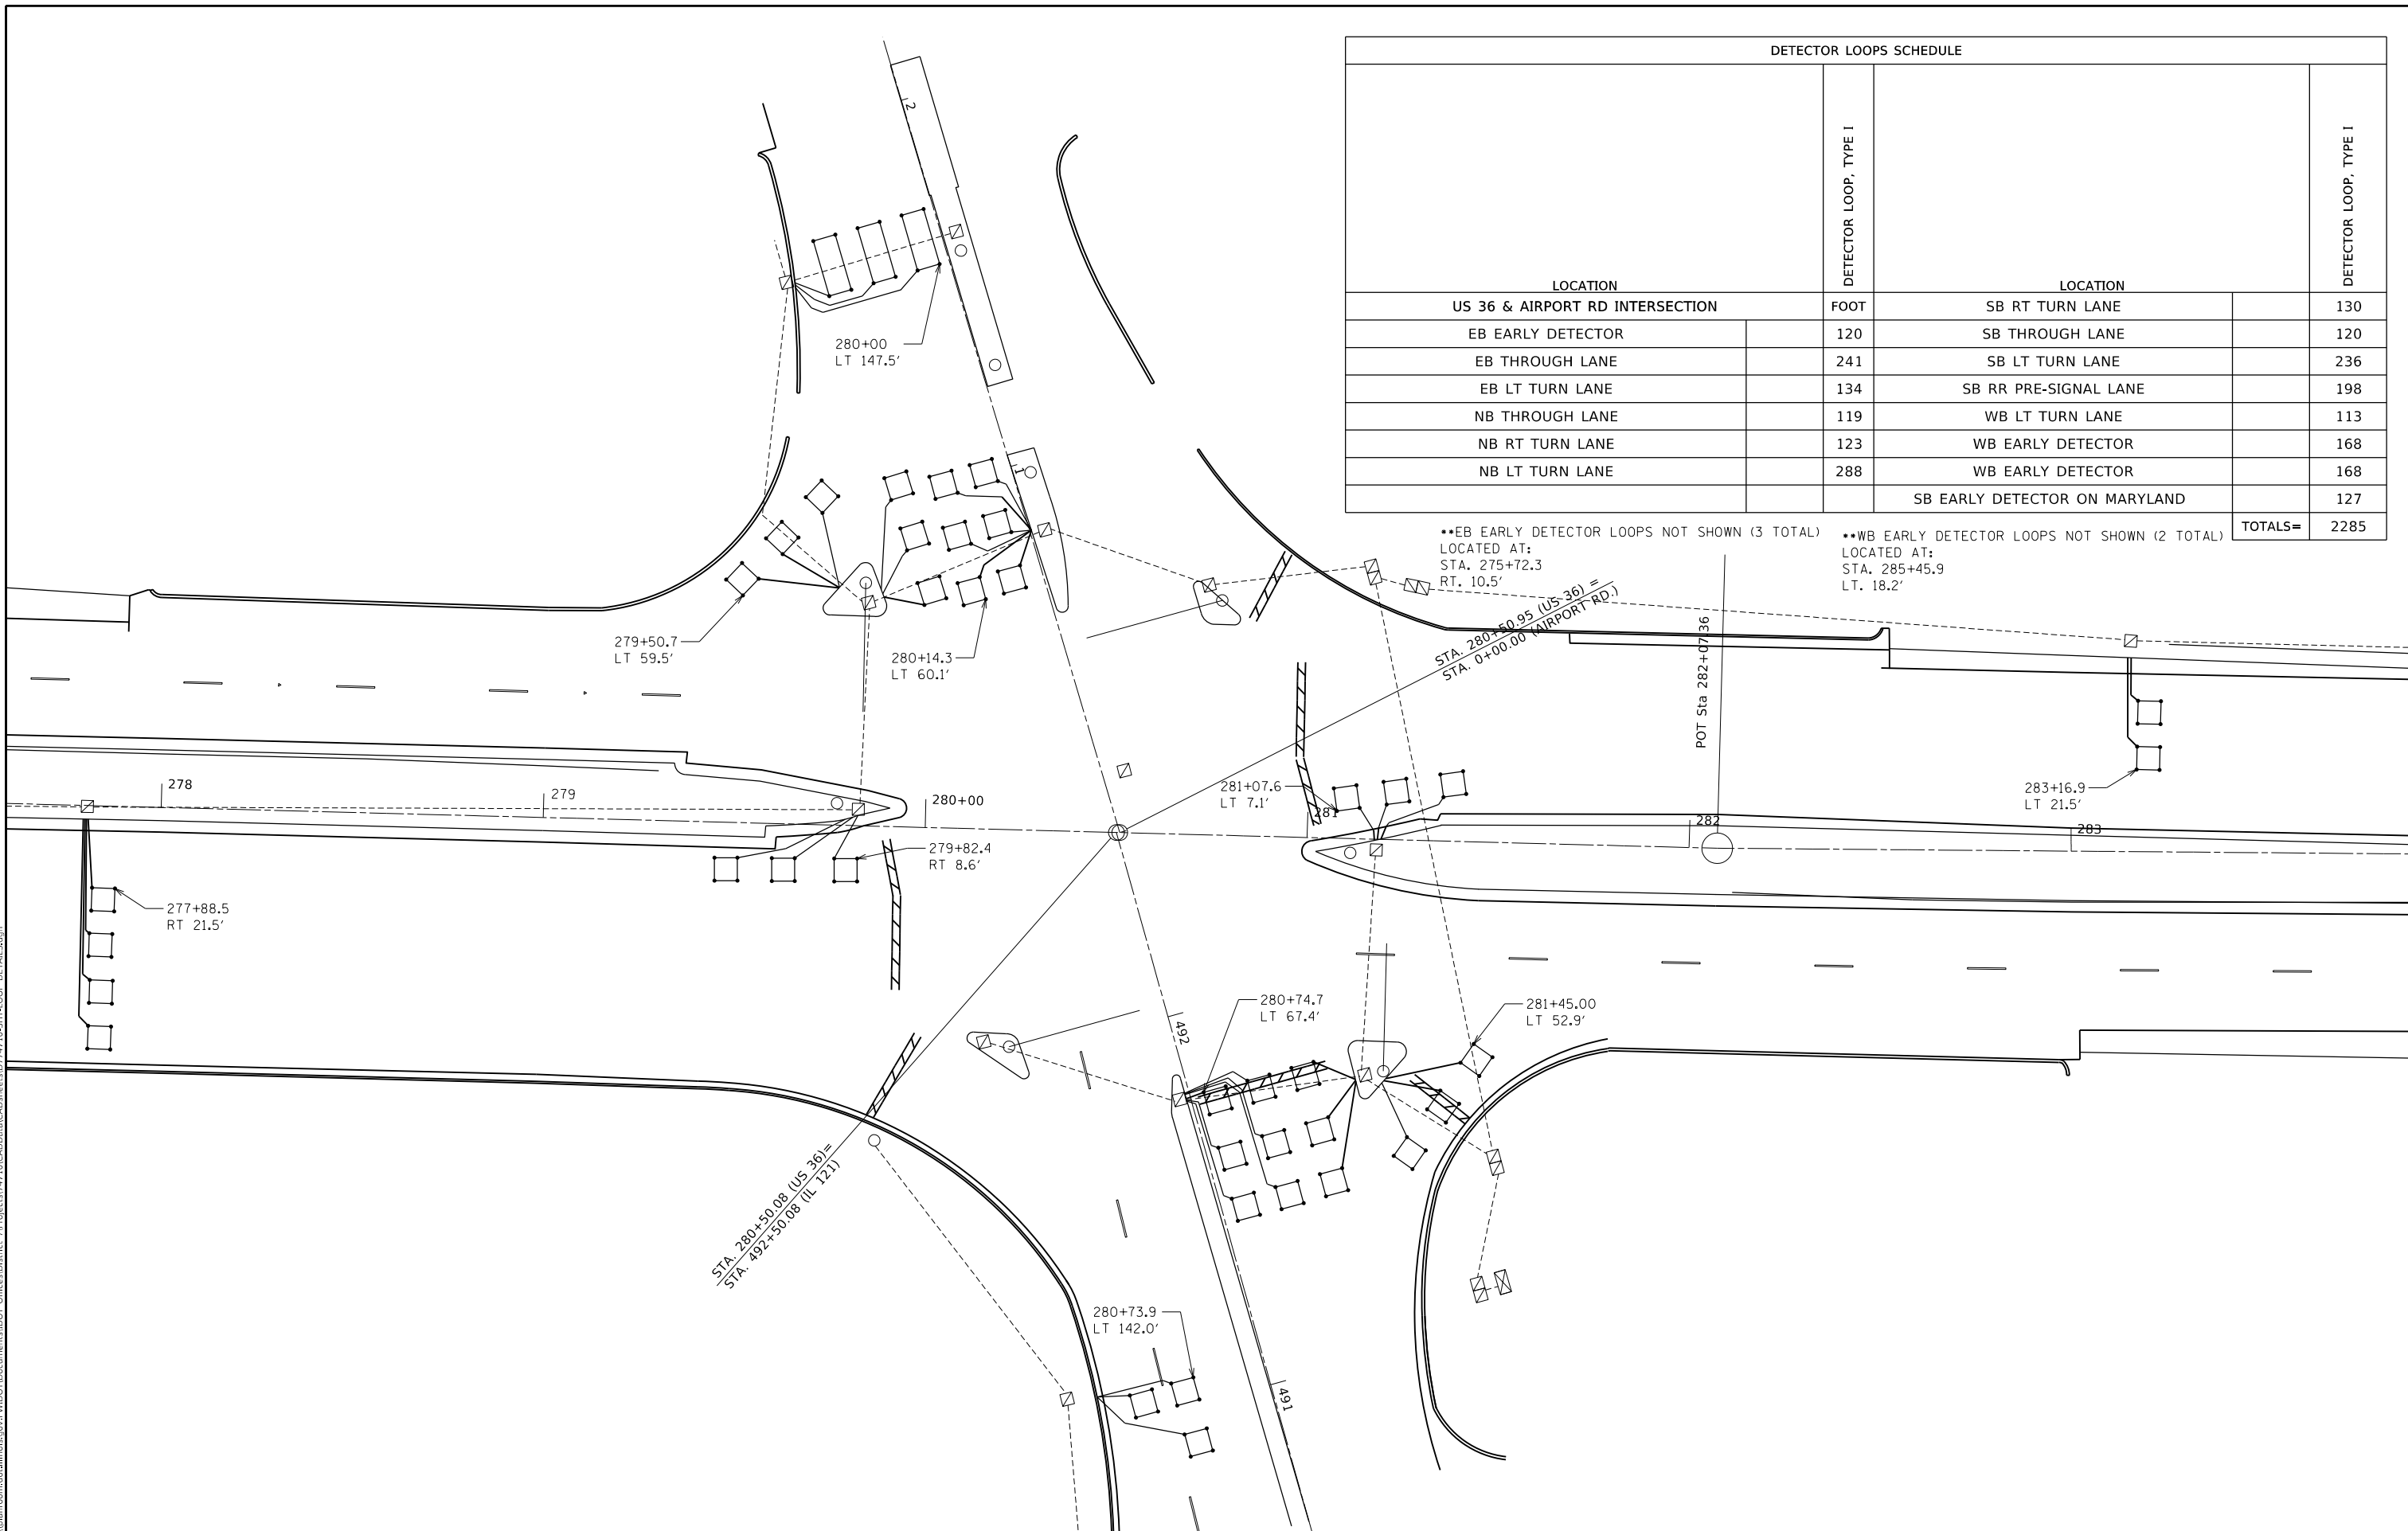 DETECTOR LOOPS SCHEDULE
LOCATION
DETECTOR LOOP, TYPE I
LOCATION
DETECTOR LOOP, TYPE I
US 36 & AIRPORT RD INTERSECTION FOOT SB RT TURN LANE 130
EB EARLY DETECTOR 120 SB THROUGH LANE 120
EB THROUGH LANE 241 SB LT TURN LANE 236
EB LT TURN LANE 134 SB RR PRE-SIGNAL LANE 198
NB THROUGH LANE 119 WB LT TURN LANE 113
NB RT TURN LANE 123 WB EARLY DETECTOR 168
NB LT TURN LANE 288 WB EARLY DETECTOR 168
SB EARLY DETECTOR ON MARYLAND 127
TOTALS= 2285
**EB EARLY DETECTOR LOOPS NOT SHOWN (3 TOTAL)
LOCATED AT:
STA. 275+72.3
RT. 10.5'
**WB EARLY DETECTOR LOOPS NOT SHOWN (2 TOTAL)
LOCATED AT:
STA. 285+45.9
LT. 18.2'
2
280+00
LT 147.5'
1
279+50.7
LT 59.5'
280+14.3
LT 60.1'
STA. 280+50.95 (US 36) =
STA. 0+00.00 (AIRPORT RD.)
POT Sta 282+07.36
278
279
280+00
281+07.6
LT 7.1'
281
282
283
283+16.9
LT 21.5'
279+82.4
RT 8.6'
277+88.5
RT 21.5'
280+74.7
LT 67.4'
281+45.00
LT 52.9'
492
STA. 280+50.08 (US 36)=
STA. 492+50.08 (IL 121)
280+73.9
LT 142.0'
491